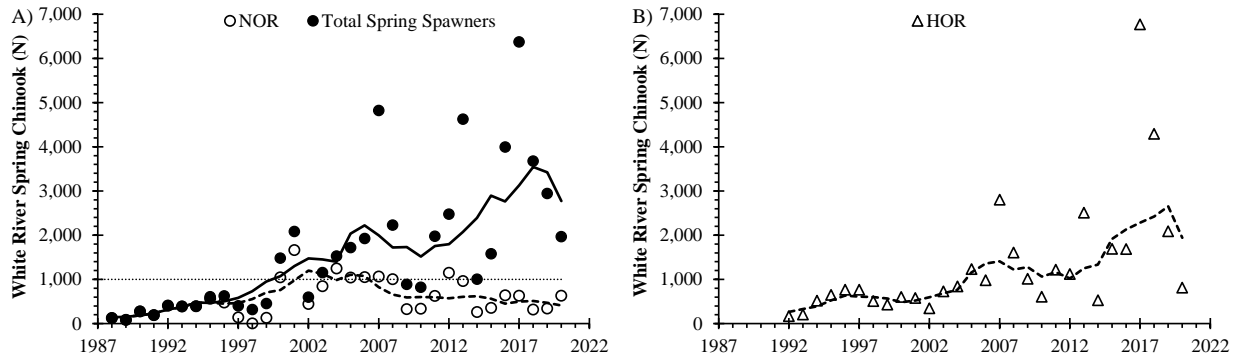 A) NOR Total Spring Spawners
White River Spring Chinook (N)
7,000
6,000
5,000
4,000
3,000
2,000
1,000
0
1987 1992 1997 2002 2007 2012 2017 2022
B) HOR
White River Spring Chinook (N)
7,000
6,000
5,000
4,000
3,000
2,000
1,000
0
1987 1992 1997 2002 2007 2012 2017 2022